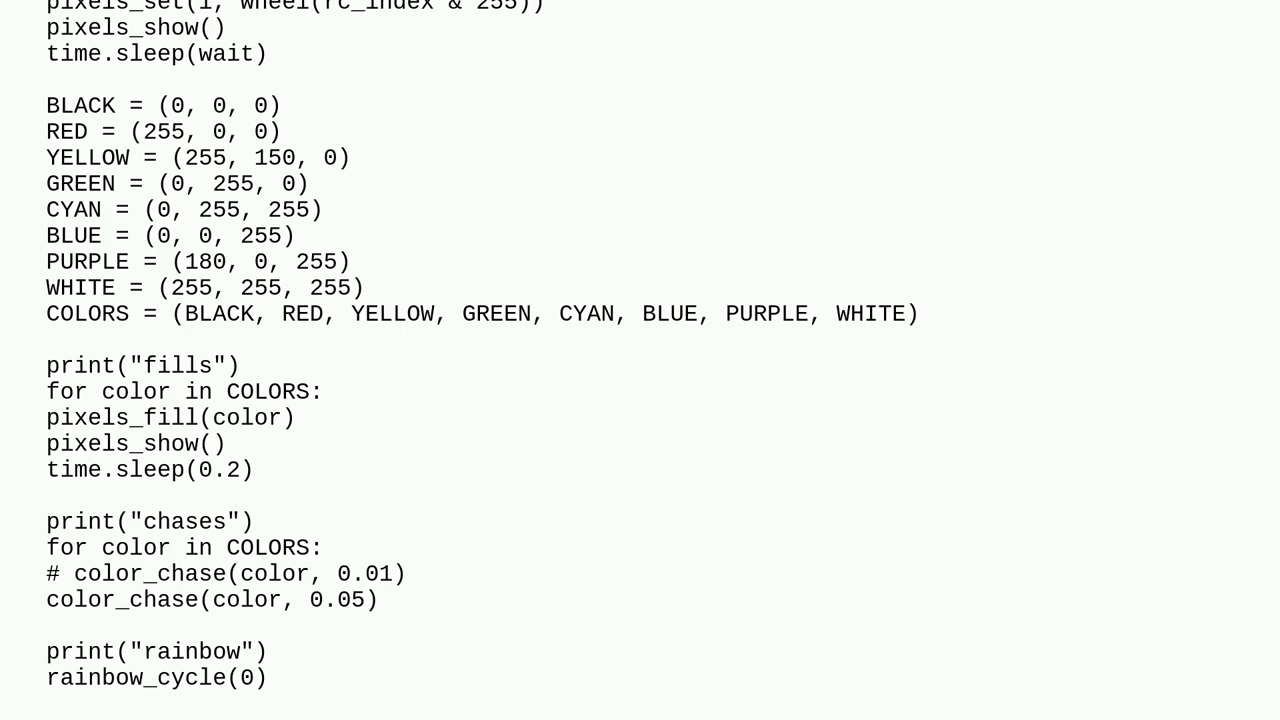 pixels_set(i, wheel(rc_index & 255))
pixels_show()
time.sleep(wait)
BLACK = (0, 0, 0)
RED = (255, 0, 0)
YELLOW = (255, 150, 0)
GREEN = (0, 255, 0)
CYAN = (0, 255, 255)
BLUE = (0, 0, 255)
PURPLE = (180, 0, 255)
WHITE = (255, 255, 255)
COLORS = (BLACK, RED, YELLOW, GREEN, CYAN, BLUE, PURPLE, WHITE)
print("fills")
for color in COLORS:
pixels_fill(color)
pixels_show()
time.sleep(0.2)
print("chases")
for color in COLORS:
# color_chase(color, 0.01)
color_chase(color, 0.05)
print("rainbow")
rainbow_cycle(0)